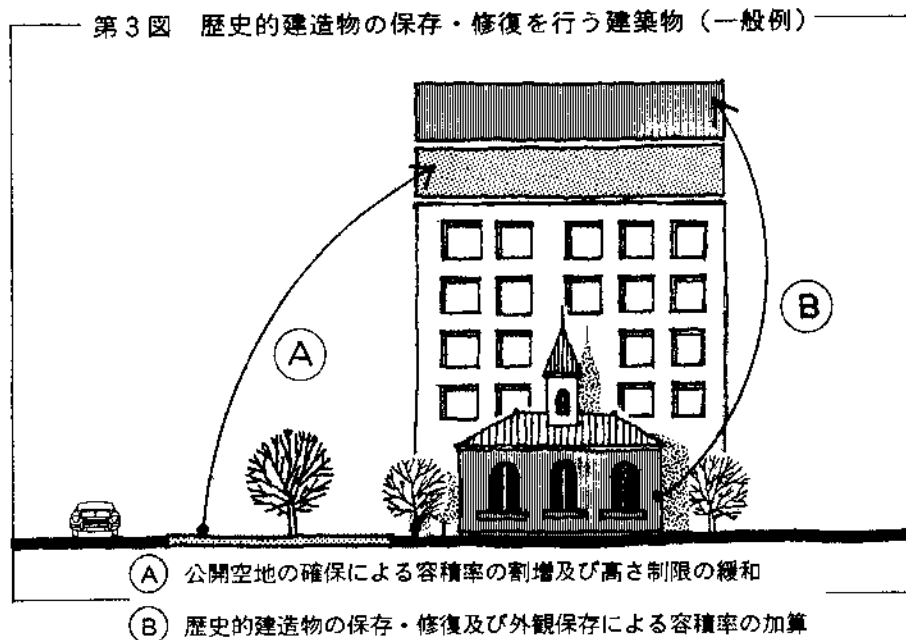 第3図 歴史的建造物の保存・修復を行う建築物（一般例）
A
B
A 公開空地の確保による容積率の割増及び高さ制限の緩和
B 歴史的建造物の保存・修復及び外観保存による容積率の加算